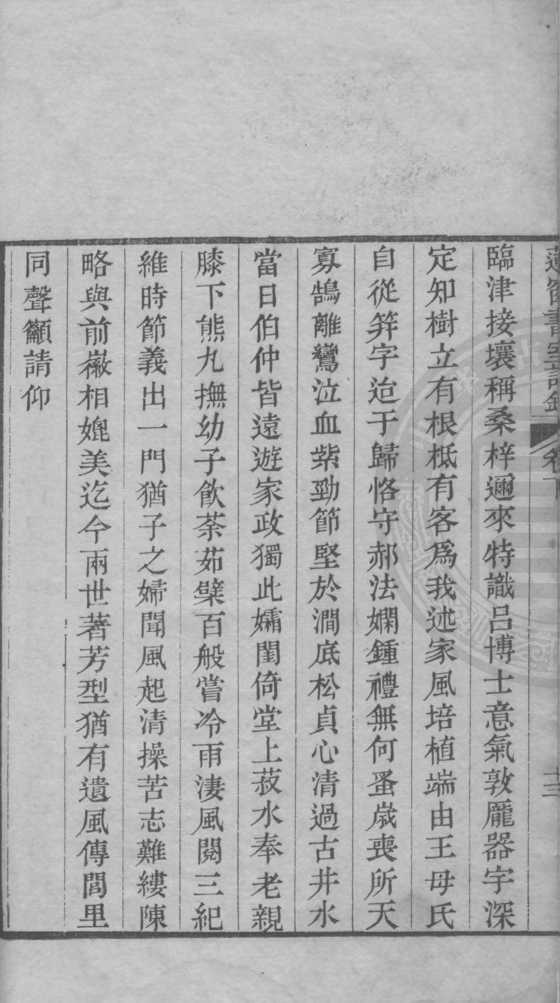 臨津接壤稱桑梓邇來特識呂博士意氣敦龐器宇深
定知樹立有根柢有客爲我述家風培植端由王母氏
自從筓字迨于歸恪守郝法嫻鍾禮無何蚤歲喪所天
寡鵠離鸞泣血紫勁節堅於澗底松貞心清過古井水
當日伯仲皆遠遊家政獨此孀閨倚堂上菽水奉老親
膝下熊丸撫幼子飲荼茹檗百般嘗冷雨淒風閱三紀
維時節義出一門猶子之婦聞風起清操苦志難縷陳
略與前徽相媲美迄今兩世著芳型猶有遺風傳閭里
同聲籲請仰